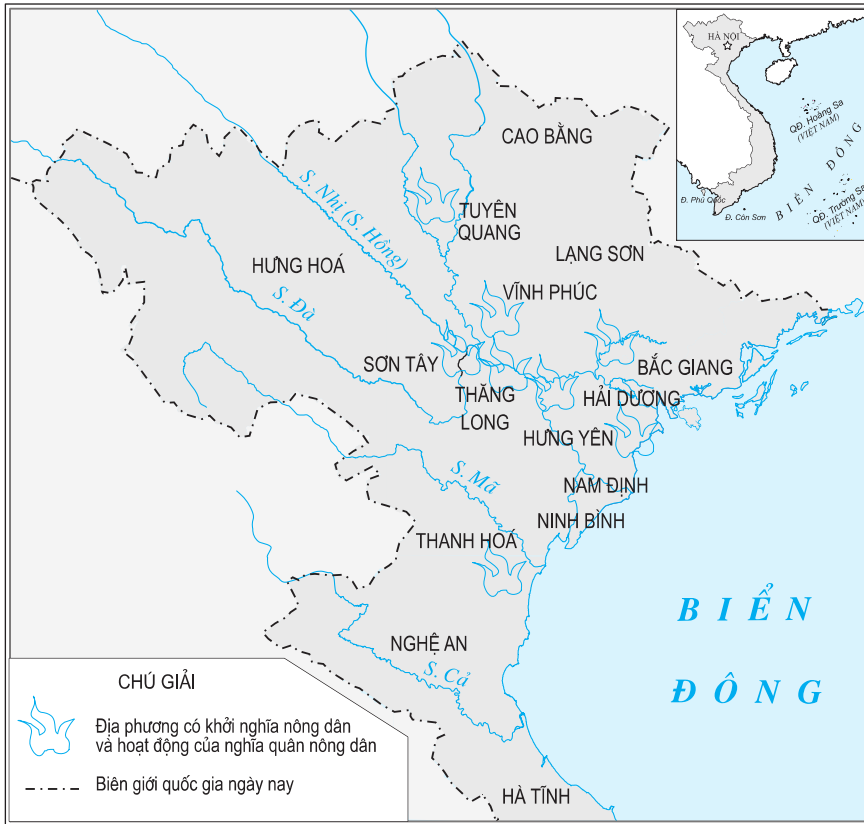 HÀ NỘI
QĐ. Hoàng Sa
(VIỆT NAM)
BIỂN ĐÔNG
Đ. Phú Quốc
Đ. Côn Sơn
QĐ. Trường Sa
(VIỆT NAM)
CAO BẰNG
S. Nhị (S. Hồng)
TUYÊN
QUANG
LẠNG SƠN
HƯNG HOÁ
VĨNH PHÚC
S. Đà
SƠN TÂY
BẮC GIANG
THĂNG
LONG
HẢI DƯƠNG
HƯNG YÊN
S. Mã
NAM ĐỊNH
NINH BÌNH
THANH HOÁ
BIỂN
ĐÔNG
NGHỆ AN
S. Cả
HÀ TĨNH
CHÚ GIẢI
Địa phương có khởi nghĩa nông dân
và hoạt động của nghĩa quân nông dân
Biên giới quốc gia ngày nay